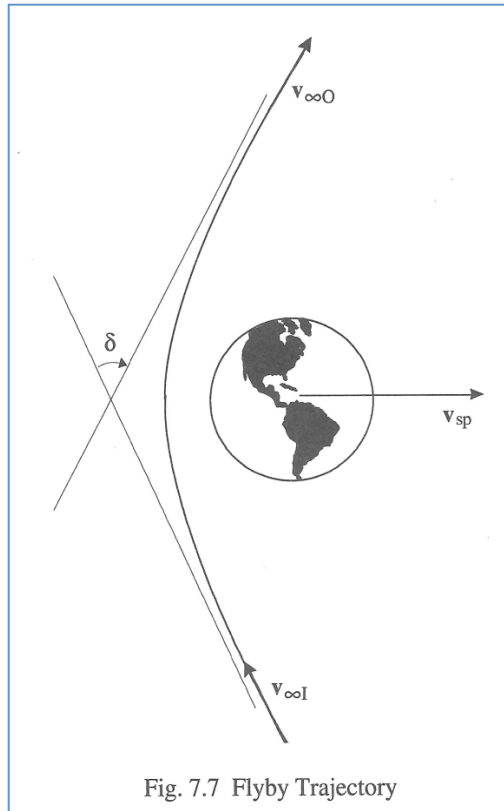 v∞O
δ
vsp
v∞I
Fig. 7.7 Flyby Trajectory